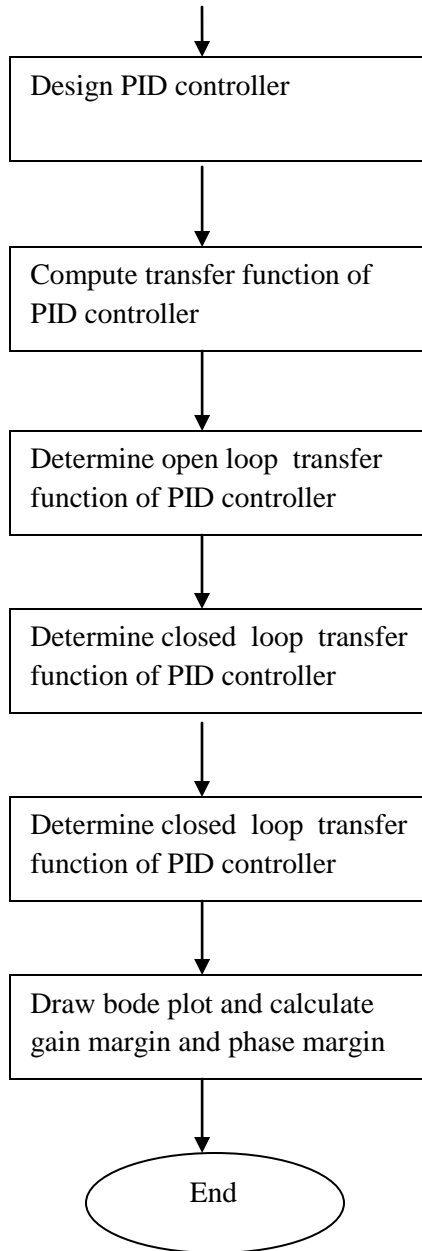 Design PID controller
Compute transfer function of
PID controller
Determine open loop transfer
function of PID controller
Determine closed loop transfer
function of PID controller
Determine closed loop transfer
function of PID controller
Draw bode plot and calculate
gain margin and phase margin
End